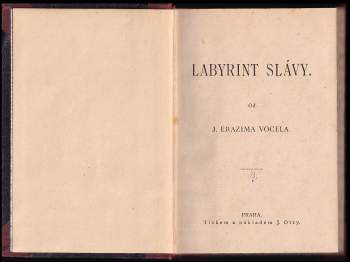 LABYRINT SLÁVY.
OD
J. ERAZIMA VOCELA.
PRAHA.
Tiskem a nákladem J. Otty.